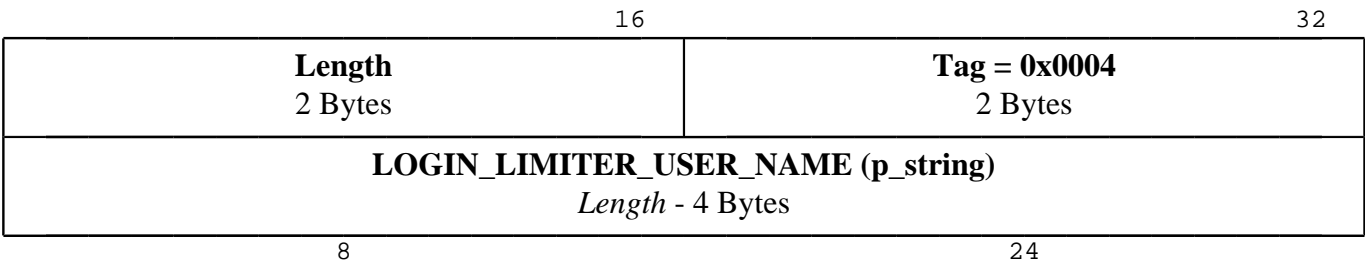 16 32
Length Tag = 0x0004
2 Bytes 2 Bytes
LOGIN_LIMITER_USER_NAME (p_string)
Length - 4 Bytes
8 24